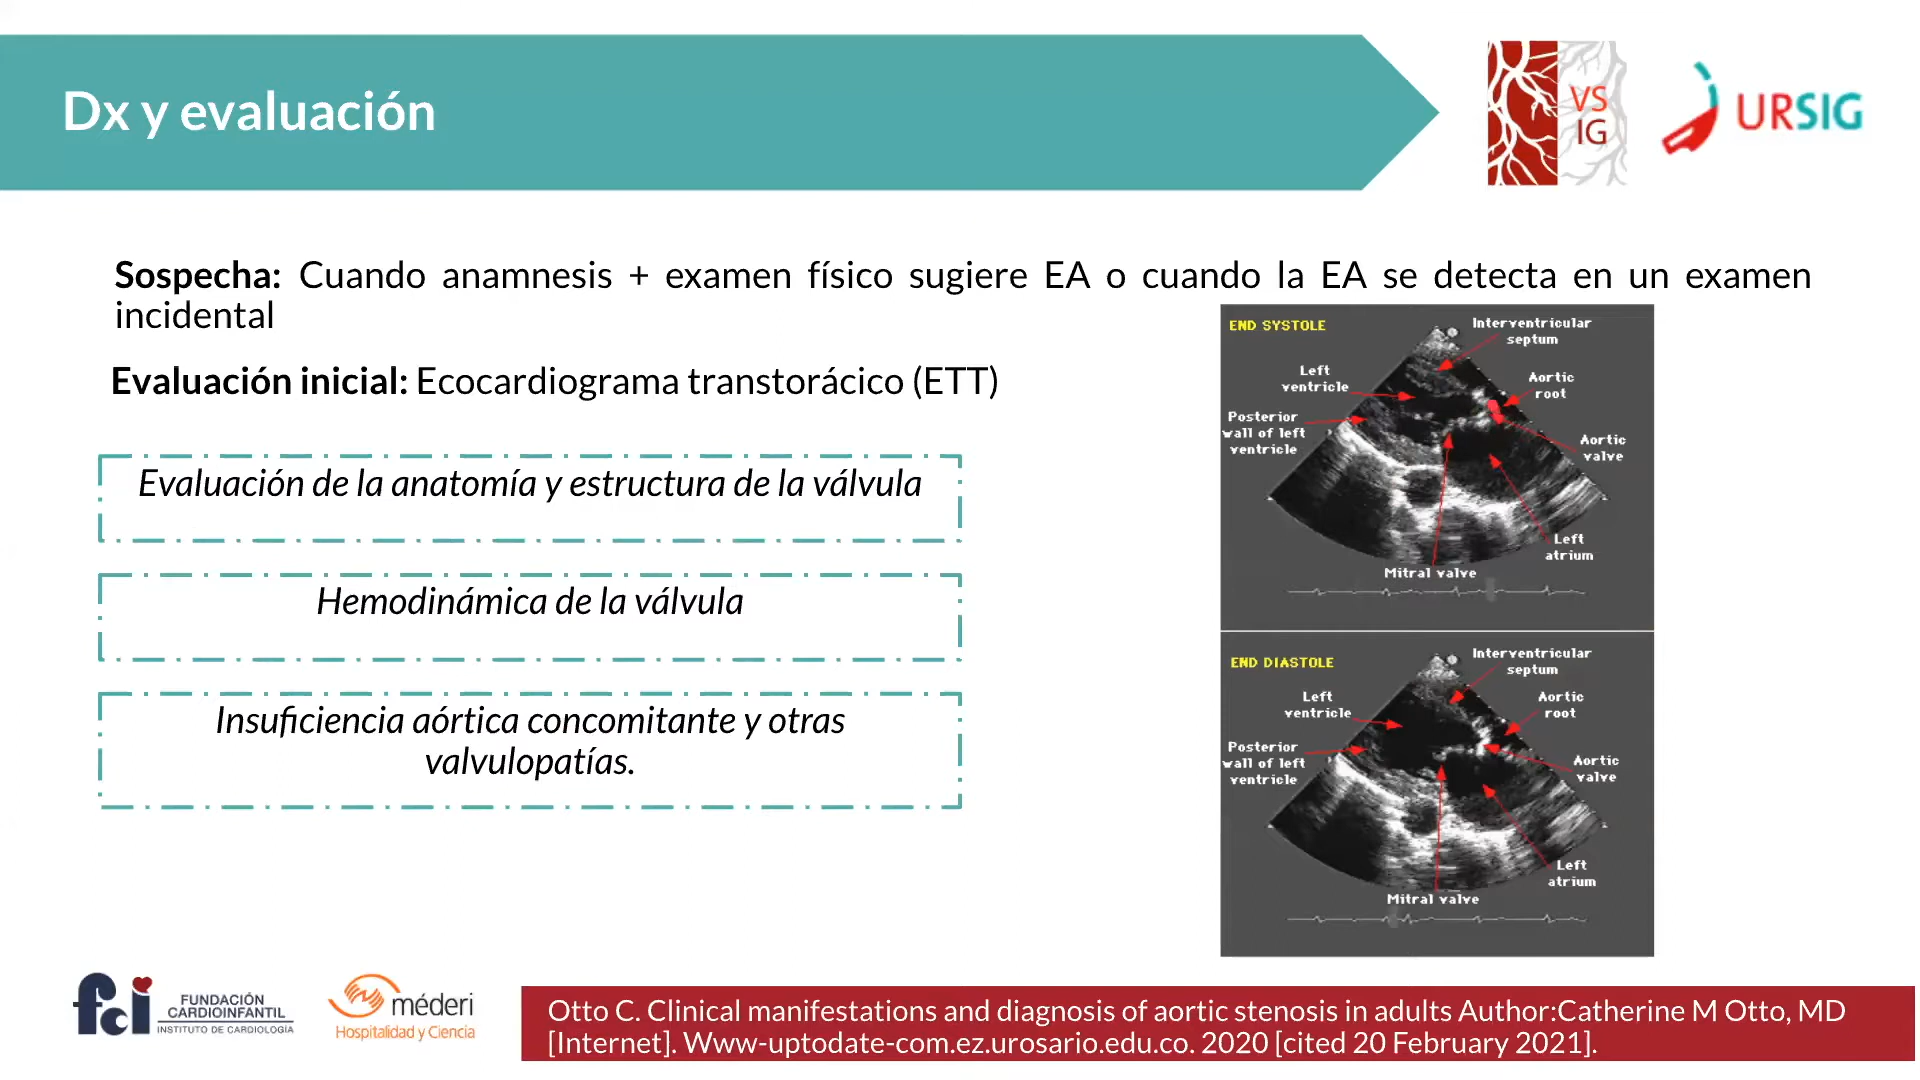 Dx y evaluación
VS
IG
URSIG
Sospecha: Cuando anamnesis + examen físico sugiere EA o cuando la EA se detecta en un examen
incidental
Evaluación inicial: Ecocardiograma transtorácico (ETT)
Evaluación de la anatomía y estructura de la válvula
Hemodinámica de la válvula
Insuficiencia aórtica concomitante y otras
valvulopatías.
END SYSTOLE
Interventricular
septum
Left
ventricle
Aortic
root
Posterior
wall of left
ventricle
Aortic
valve
Left
atrium
Mitral valve
END DIASTOLE
Interventricular
septum
Left
ventricle
Aortic
root
Posterior
wall of left
ventricle
Aortic
valve
Left
atrium
Mitral valve
fci
FUNDACIÓN
CARDIOINFANTIL
INSTITUTO DE CARDIOLOGÍA
méderi
Hospitalidad y Ciencia
Otto C. Clinical manifestations and diagnosis of aortic stenosis in adults Author:Catherine M Otto, MD
[Internet]. Www-uptodate-com.ez.urosario.edu.co. 2020 [cited 20 February 2021].